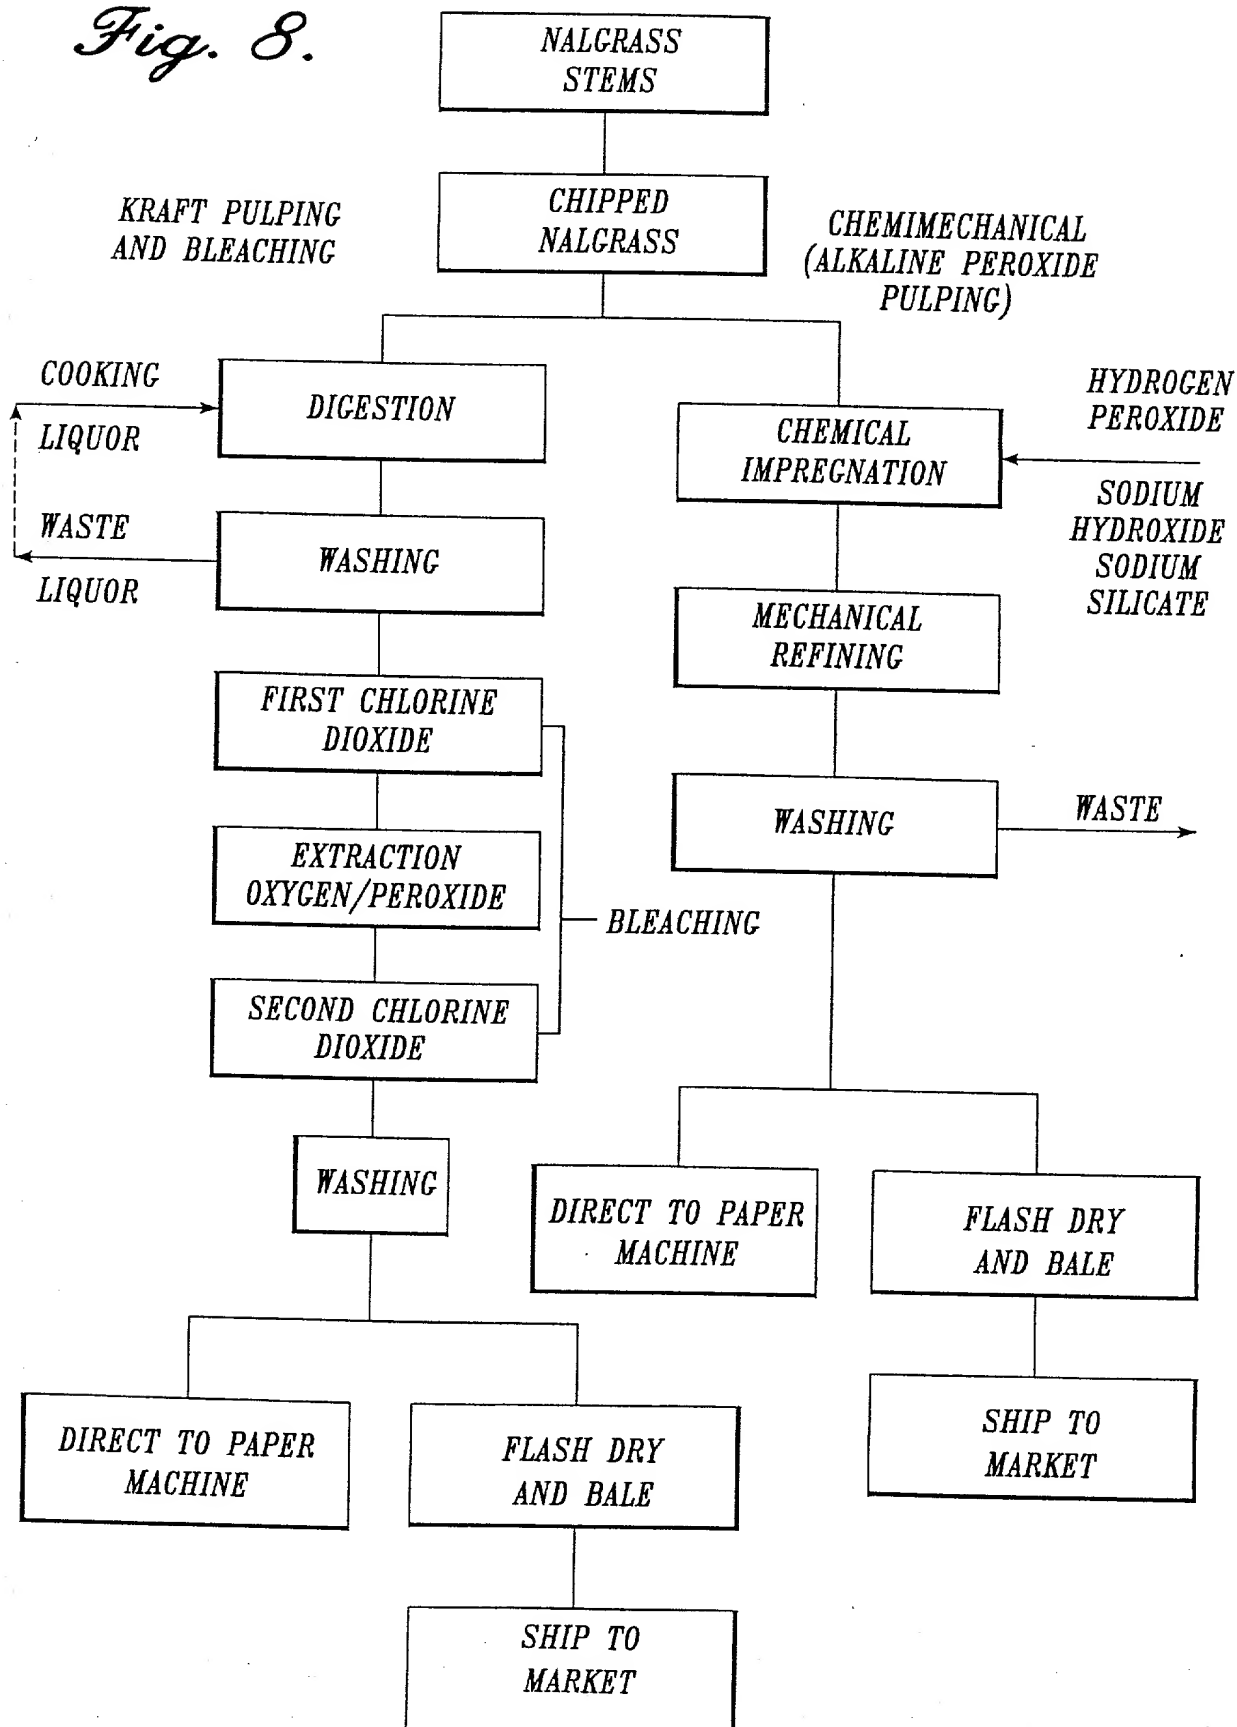 Fig. 8.
NALGRASS
STEMS
CHIPPED
NALGRASS
KRAFT PULPING
AND BLEACHING
CHEMIMECHANICAL
(ALKALINE PEROXIDE
PULPING)
COOKING
LIQUOR
DIGESTION
WASTE
LIQUOR
WASHING
FIRST CHLORINE
DIOXIDE
EXTRACTION
OXYGEN/PEROXIDE
SECOND CHLORINE
DIOXIDE
BLEACHING
WASHING
DIRECT TO PAPER
MACHINE
FLASH DRY
AND BALE
SHIP TO
MARKET
CHEMICAL
IMPREGNATION
HYDROGEN
PEROXIDE
SODIUM
HYDROXIDE
SODIUM
SILICATE
MECHANICAL
REFINING
WASHING
WASTE
DIRECT TO PAPER
MACHINE
FLASH DRY
AND BALE
SHIP TO
MARKET